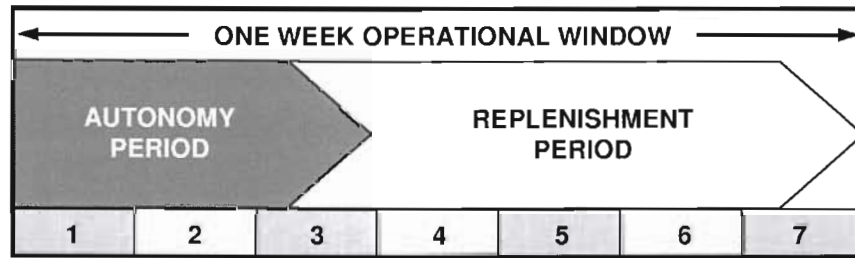 ONE WEEK OPERATIONAL WINDOW
AUTONOMY
PERIOD
REPLENISHMENT
PERIOD
1 2 3 4 5 6 7